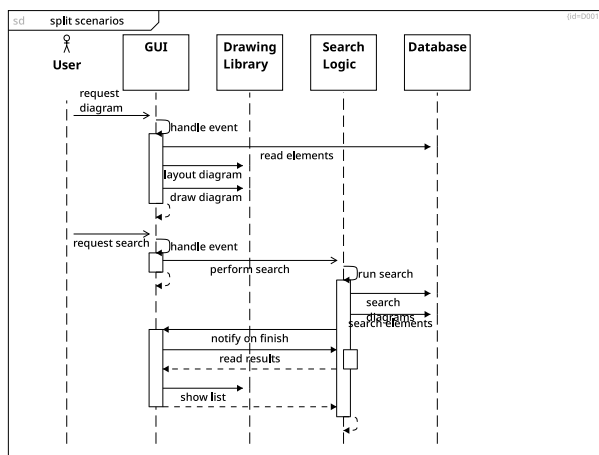 sd split scenarios
{id=D001
User
GUI
Drawing
Library
Search
Logic
Database
request
diagram
handle event
read elements
layout diagram
draw diagram
request search
handle event
perform search
run search
search
diagrams
search elements
notify on finish
read results
show list